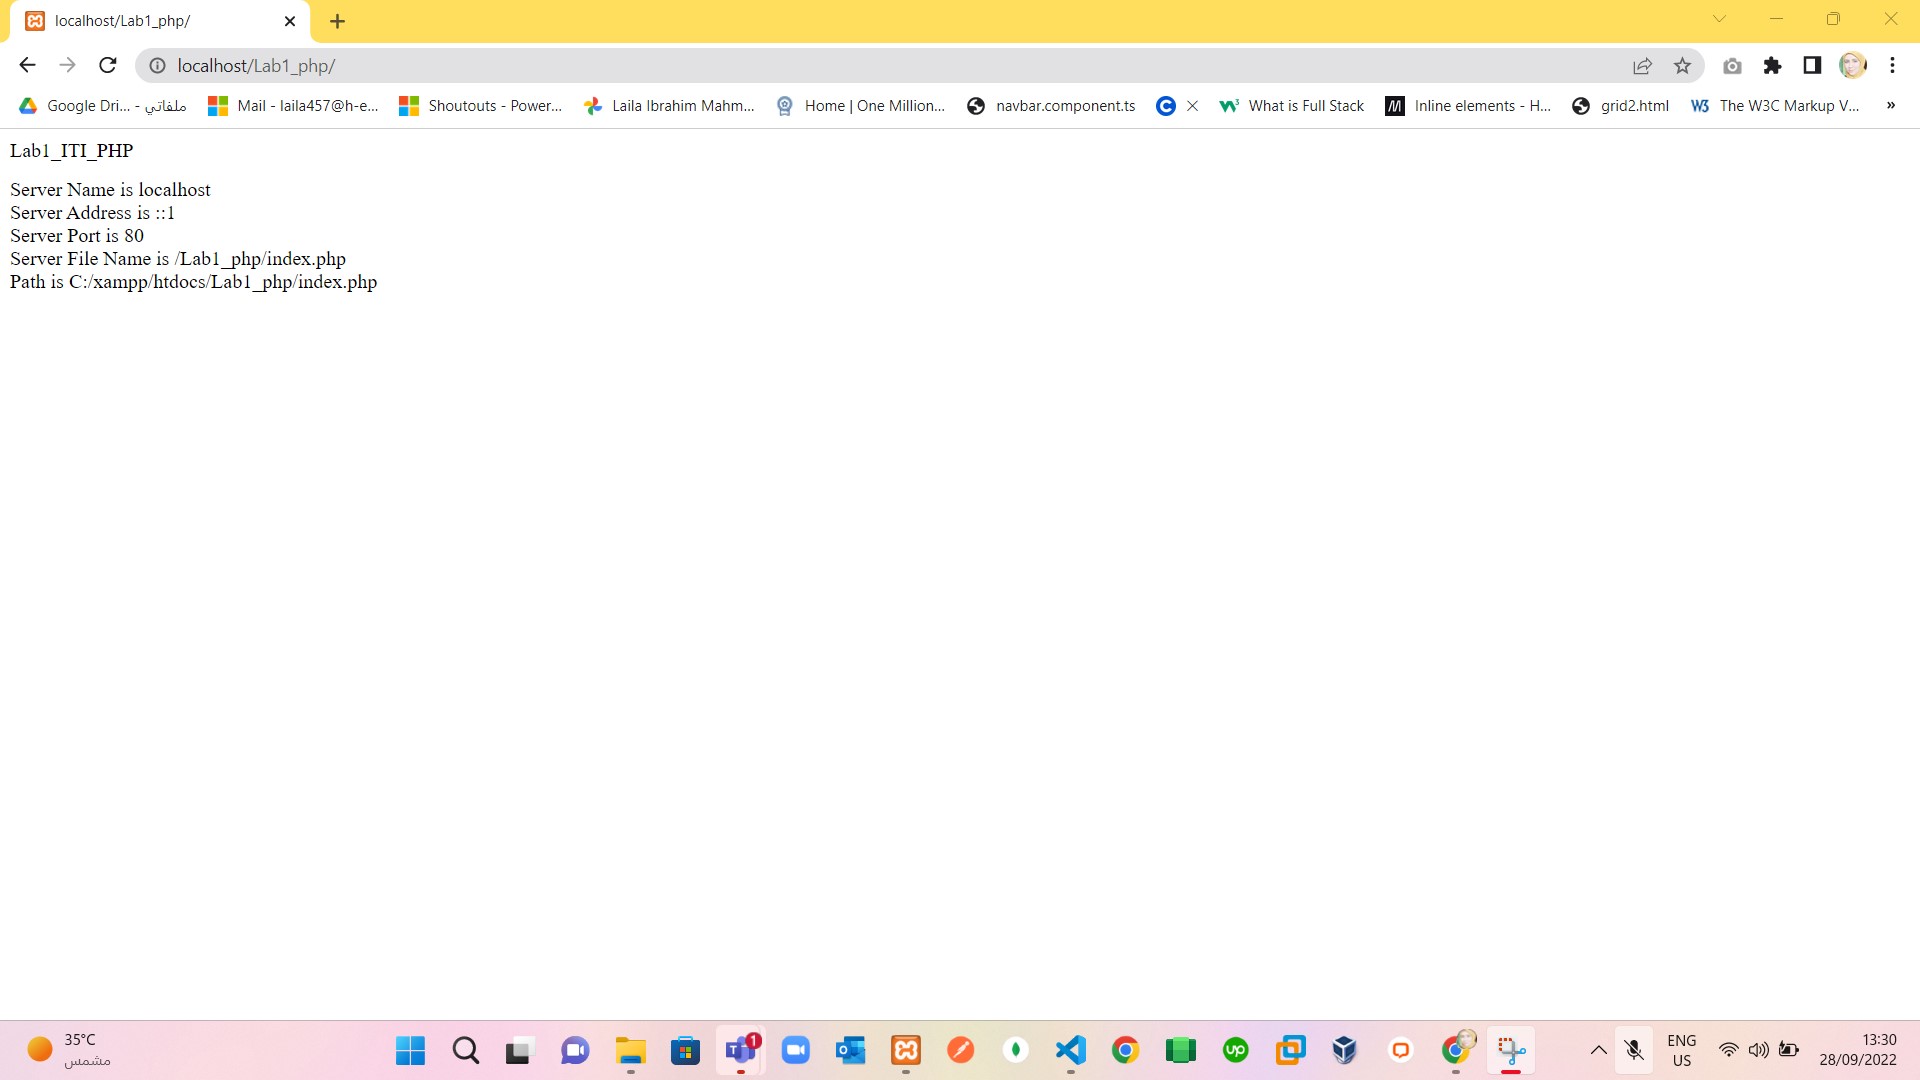 localhost/Lab1_php/
localhost/Lab1_php/
Google Dri... - ملفاتي
Mail - laila457@h-e...
Shoutouts - Power...
Laila Ibrahim Mahm...
Home | One Million...
navbar.component.ts
What is Full Stack
Inline elements - H...
grid2.html
The W3C Markup V...
Lab1_ITI_PHP
Server Name is localhost
Server Address is ::1
Server Port is 80
Server File Name is /Lab1_php/index.php
Path is C:/xampp/htdocs/Lab1_php/index.php
35°C
مشمس
1
up
ENG
US
13:30
28/09/2022